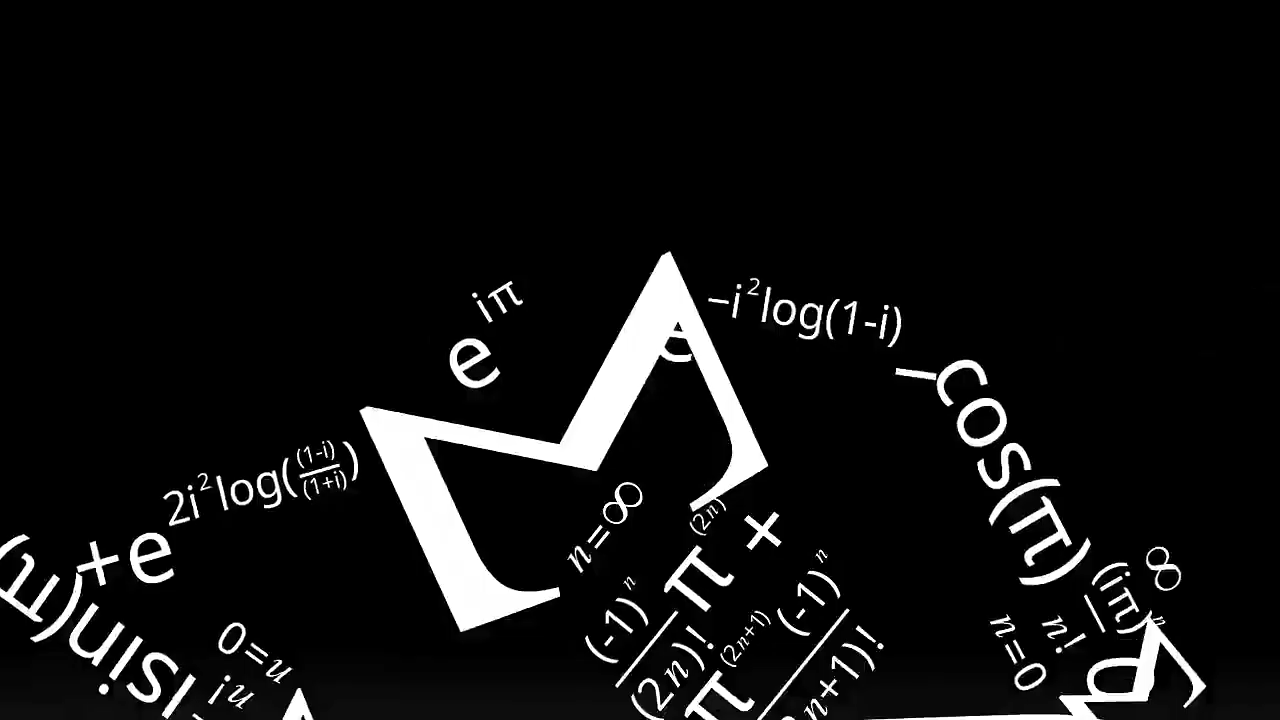 e^{iπ}
−i²log(1-i)
−cos(π)
2i²log((1-i)/(1+i))
+e
isin(π)
∑
n=∞
(-1)^n/(2n)! π^{(2n)} +
(-1)^n/(2n+1)! π^{(2n+1)}
n=0
∞
n=0
(iπ)^n/n!
∑